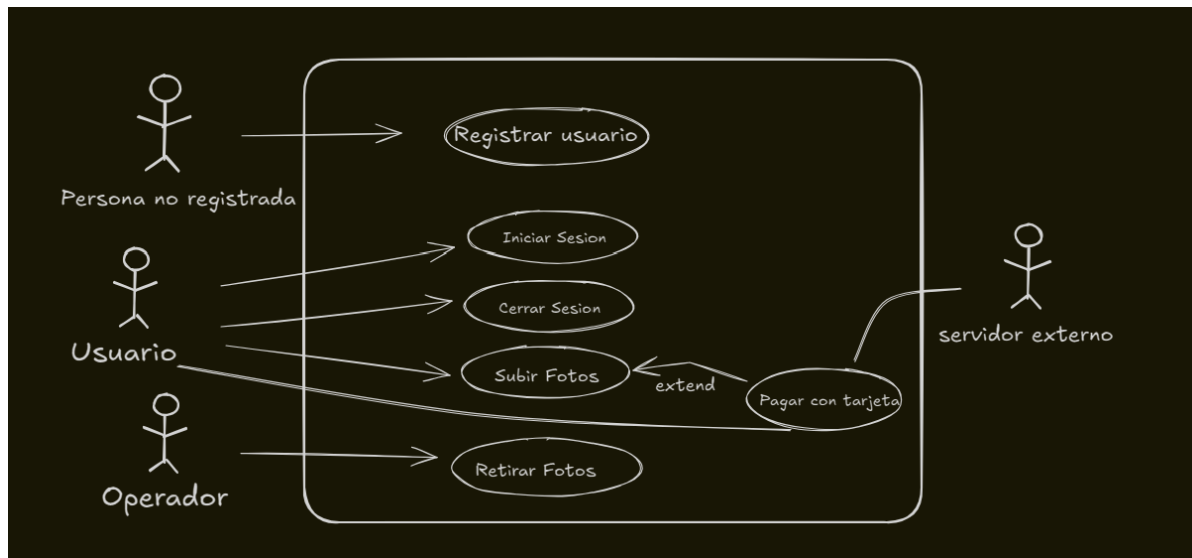 Registrar usuario
Persona no registrada
Iniciar Sesion
Cerrar Sesion
servidor externo
Usuario
Subir Fotos
extend
Pagar con tarjeta
Retirar Fotos
Operador